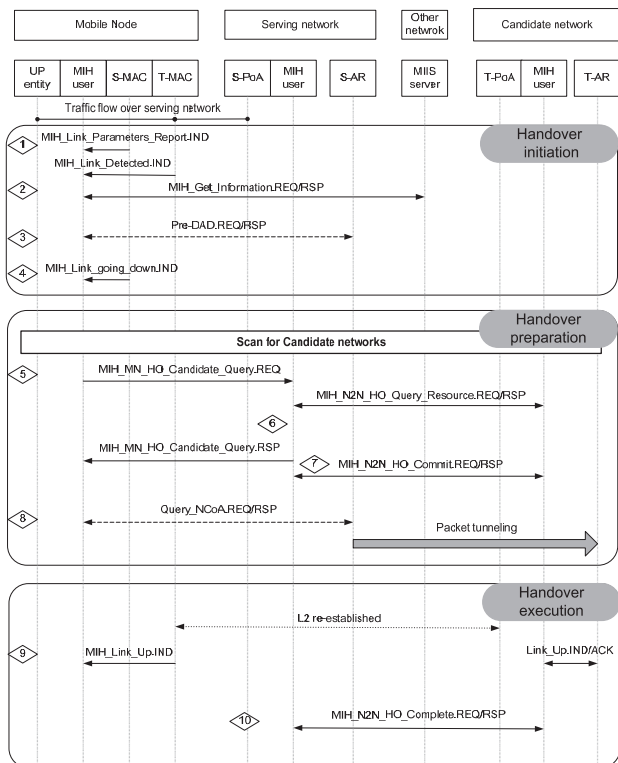 Mobile Node
Serving network
Other netwrok
Candidate network
UP entity
MIH user
S-MAC
T-MAC
S-PoA
MIH user
S-AR
MIIS server
T-PoA
MIH user
T-AR
Traffic flow over serving network
Handover initiation
1
MIH_Link_Parameters_Report.IND
MIH_Link_Detected.IND
2
MIH_Get_Information.REQ/RSP
3
Pre-DAD.REQ/RSP
4
MIH_Link_going_down.IND
Handover preparation
Scan for Candidate networks
5
MIH_MN_HO_Candidate_Query.REQ
MIH_N2N_HO_Query_Resource.REQ/RSP
6
MIH_MN_HO_Candidate_Query.RSP
7
MIH_N2N_HO_Commit.REQ/RSP
8
Query_NCoA.REQ/RSP
Packet tunneling
Handover execution
L2 re-established
9
MIH_Link_Up.IND
Link_Up.IND/ACK
10
MIH_N2N_HO_Complete.REQ/RSP